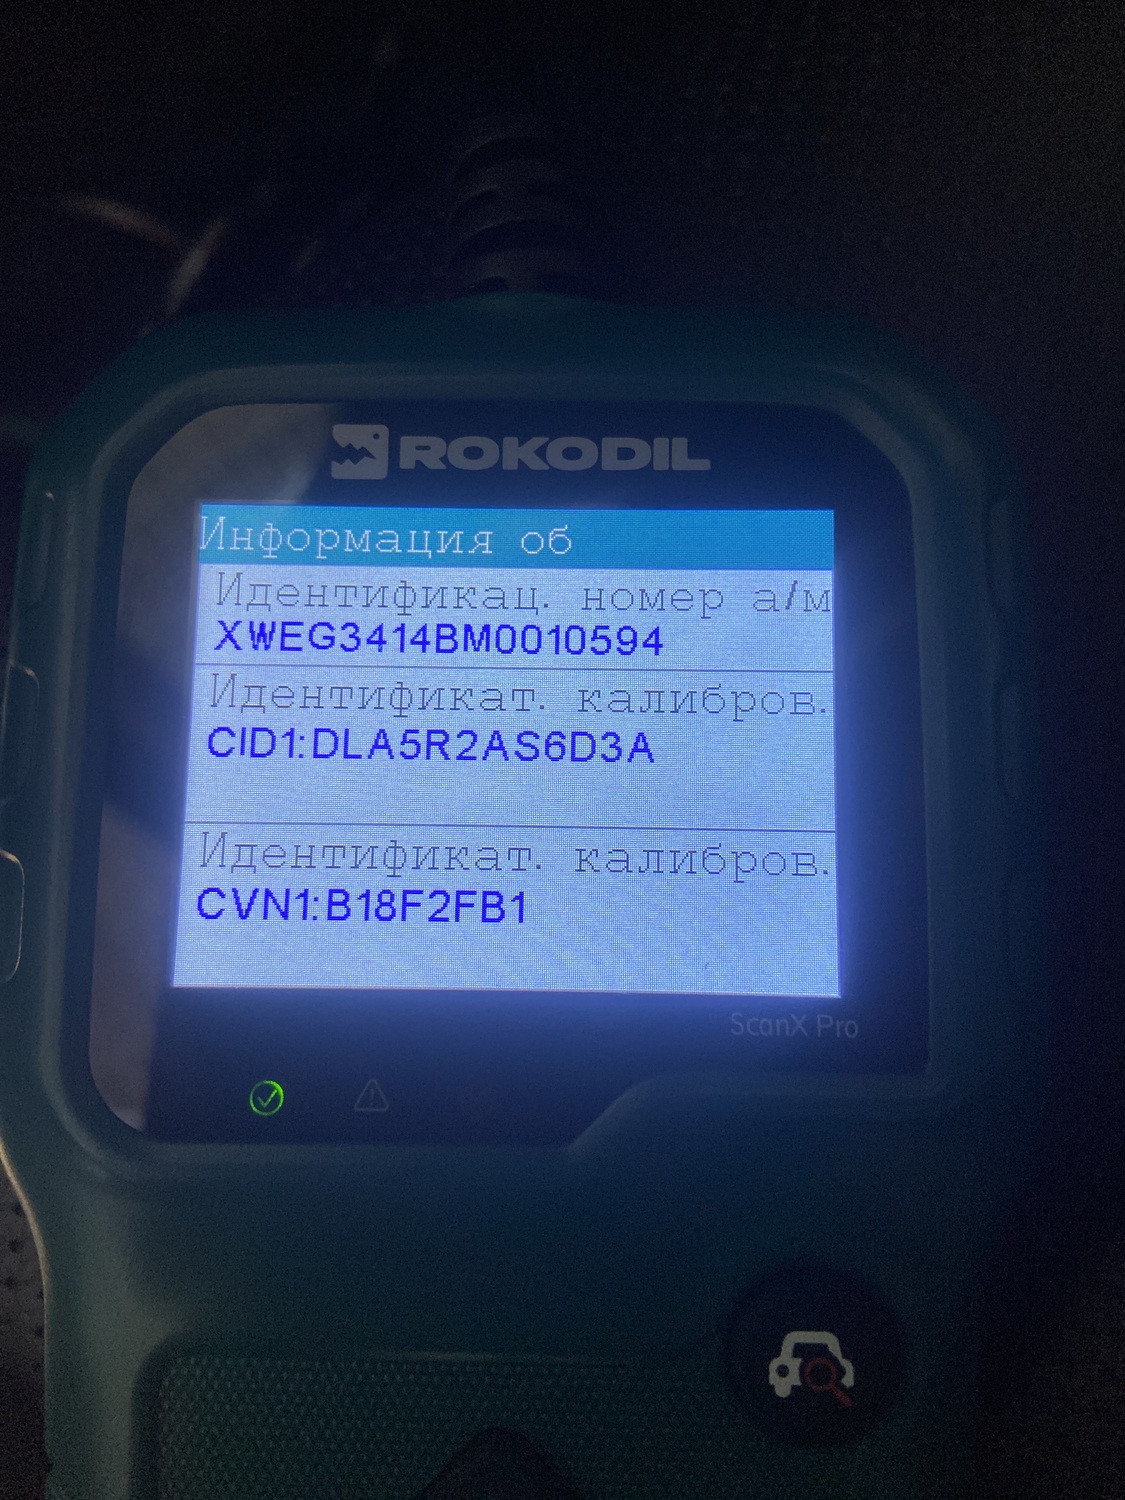 ROKODIL
Информация об
Идентификац. номер а/м
XWEG3414BM0010594
Идентификат. калибров.
CID1:DLA5R2AS6D3A
Идентификат. калибров.
CVN1:B18F2FB1
ScanX Pro